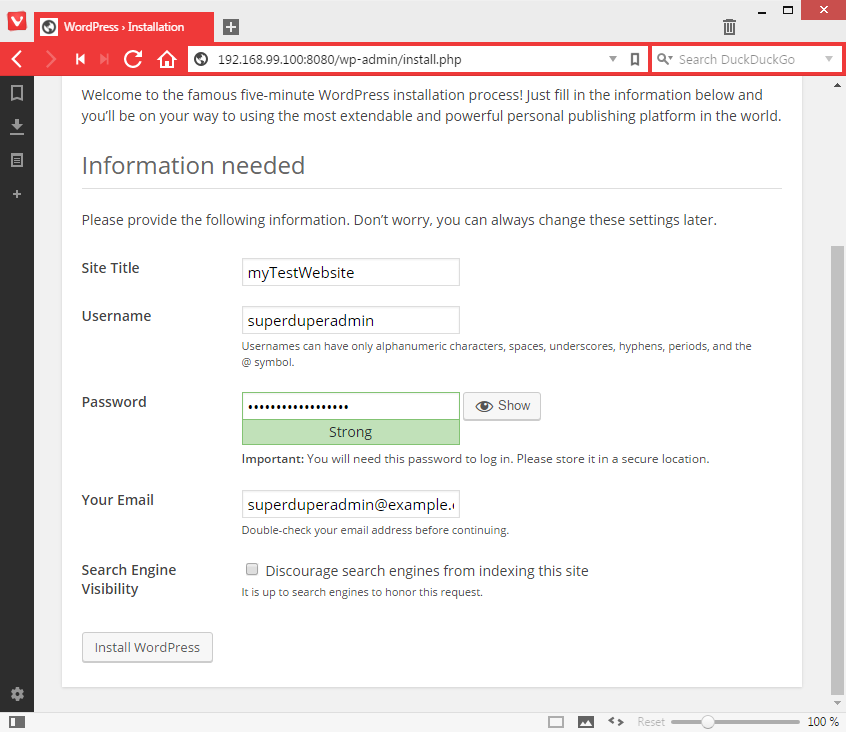 WordPress › Installation
192.168.99.100:8080/wp-admin/install.php
Search DuckDuckGo
Welcome to the famous five-minute WordPress installation process! Just fill in the information below and
you’ll be on your way to using the most extendable and powerful personal publishing platform in the world.
Information needed
Please provide the following information. Don’t worry, you can always change these settings later.
Site Title
myTestWebsite
Username
superduperadmin
Usernames can have only alphanumeric characters, spaces, underscores, hyphens, periods, and the
@ symbol.
Password
••••••••••••••••••
Show
Strong
Important: You will need this password to log in. Please store it in a secure location.
Your Email
superduperadmin@example.
Double-check your email address before continuing.
Search Engine
Visibility
Discourage search engines from indexing this site
It is up to search engines to honor this request.
Install WordPress
Reset
100 %